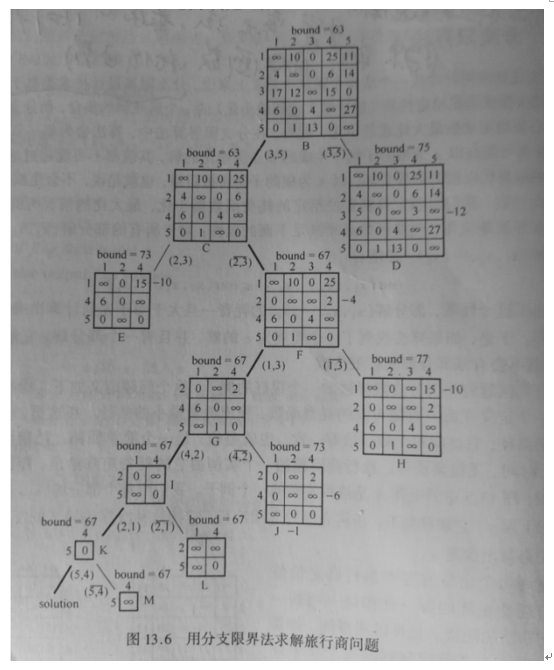 bound = 63
1 2 3 4 5
1 ∞ 10 0 25 11
2 4 ∞ 0 6 14
3 17 12 ∞ 15 0
4 6 0 4 ∞ 27
5 0 1 13 0 ∞
B
(3,5)
(3,5)
bound = 63
1 2 3 4
1 ∞ 10 0 25
2 4 ∞ 0 6
4 6 0 4 ∞
5 0 1 ∞ 0
C
bound = 75
1 2 3 4 5
1 ∞ 10 0 25 11
2 4 ∞ 0 6 14
3 5 0 ∞ 3 ∞ −12
4 6 0 4 ∞ 27
5 0 1 13 0 ∞
D
(2,3)
(2,3)
bound = 73
1 2 4
1 ∞ 0 15 −10
4 6 0 ∞
5 0 ∞ 0
E
bound = 67
1 2 3 4
1 ∞ 10 0 25
2 0 ∞ ∞ 2 −4
4 6 0 4 ∞
5 0 1 ∞ 0
F
(1,3)
(1,3)
bound = 67
1 2 4
2 0 ∞ 2
4 6 0 ∞
5 ∞ 1 0
G
bound = 77
1 2 3 4
1 ∞ 0 ∞ 15 −10
2 0 ∞ ∞ 2
4 6 0 4 ∞
5 0 1 ∞ 0
H
(4,2)
(4,2)
bound = 67
1 4
2 0 ∞
5 ∞ 0
I
bound = 73
1 2 4
2 0 ∞ 2
4 0 ∞ ∞ −6
5 ∞ 0 0
J −1
(2,1)
(2,1)
bound = 67
4
5 0 K
bound = 67
1 4
2 ∞ ∞
5 ∞ 0
L
(5,4)
(5,4)
solution
bound = 67
4
5 ∞ M
图 13.6 用分支限界法求解旅行商问题